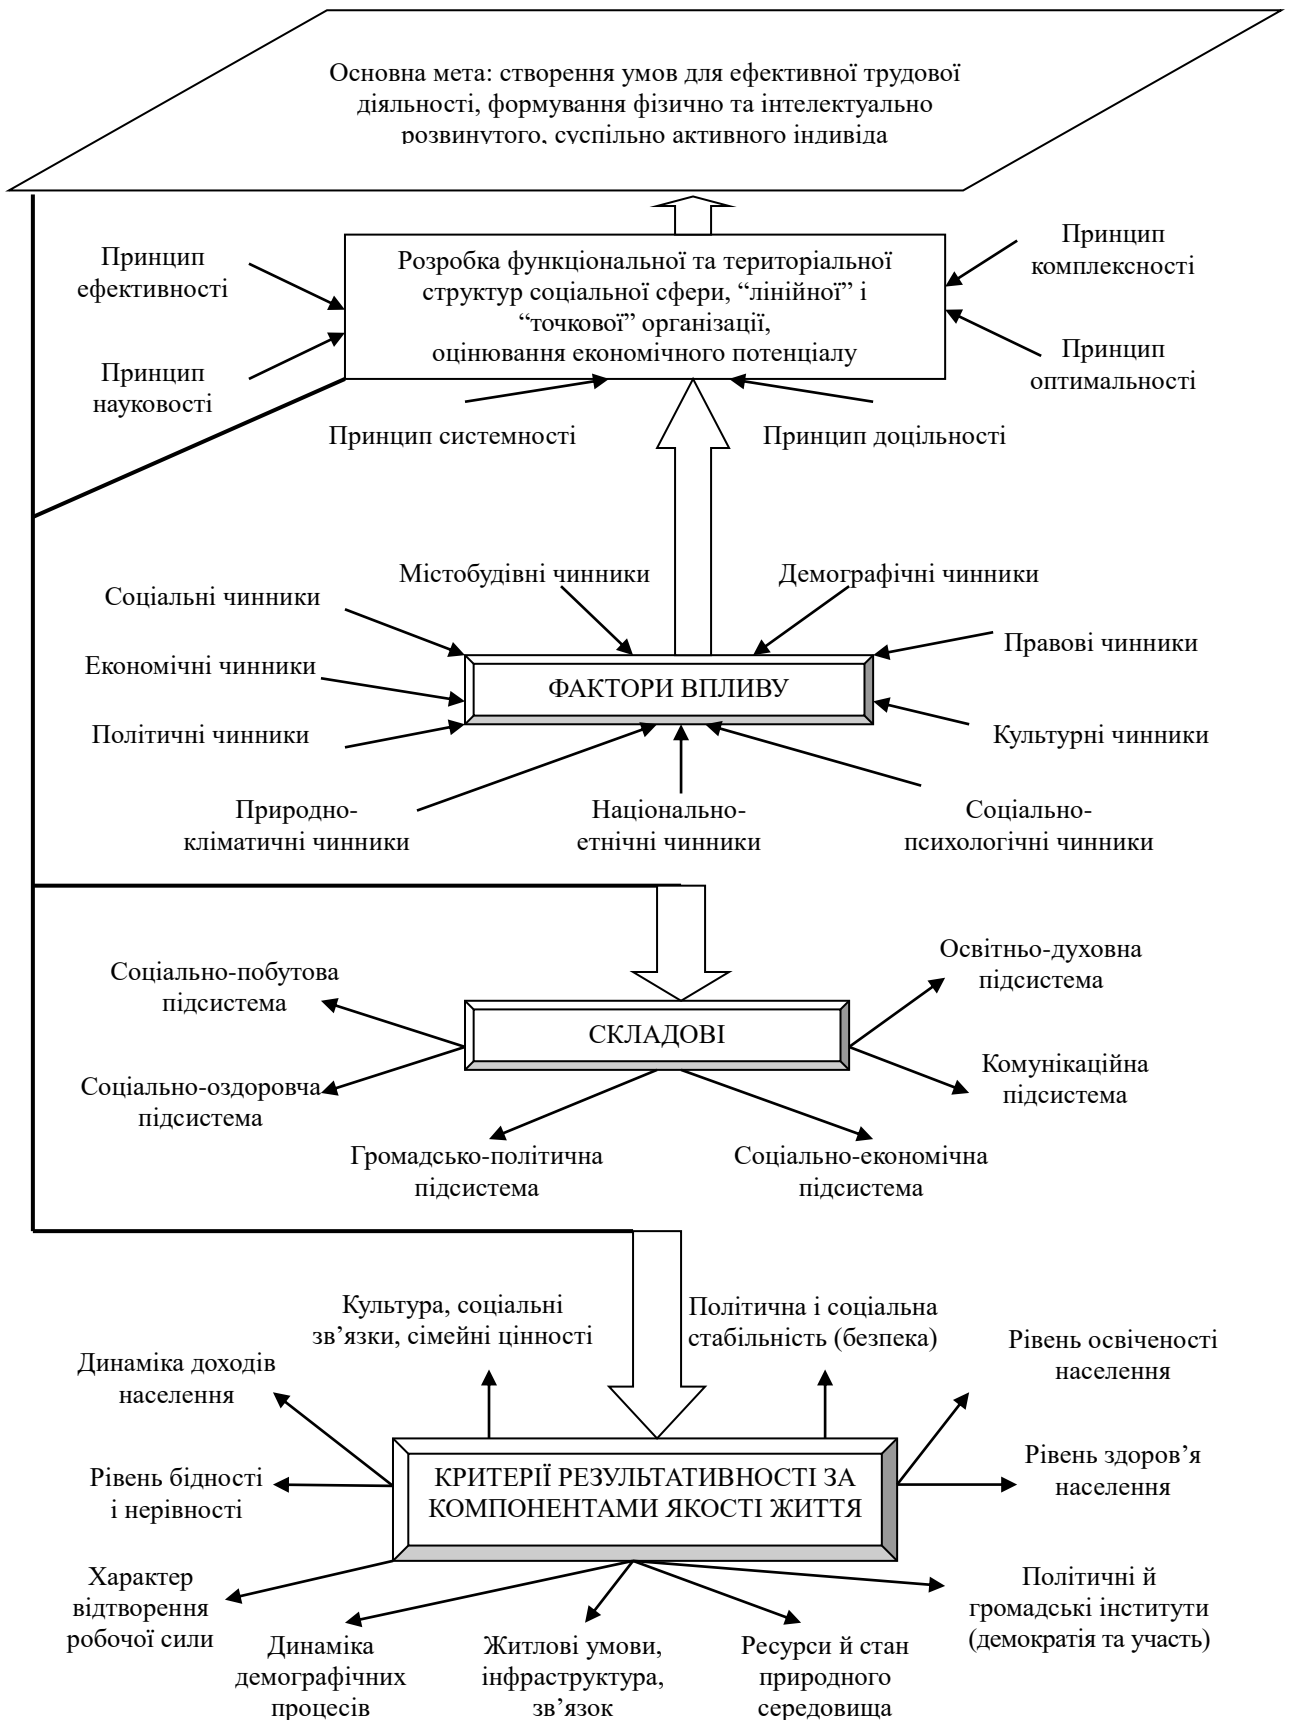 Основна мета: створення умов для ефективної трудової
діяльності, формування фізично та інтелектуально
розвинутого, суспільно активного індивіда
Принцип
ефективності
Розробка функціональної та територіальної
структур соціальної сфери, “лінійної” і
“точкової” організації,
оцінювання економічного потенціалу
Принцип
комплексності
Принцип
науковості
Принцип
оптимальності
Принцип системності
Принцип доцільності
Містобудівні чинники
Демографічні чинники
Соціальні чинники
Правові чинники
Економічні чинники
ФАКТОРИ ВПЛИВУ
Політичні чинники
Культурні чинники
Природно-
кліматичні чинники
Національно-
етнічні чинники
Соціально-
психологічні чинники
Соціально-побутова
підсистема
Освітньо-духовна
підсистема
СКЛАДОВІ
Соціально-оздоровча
підсистема
Комунікаційна
підсистема
Громадсько-політична
підсистема
Соціально-економічна
підсистема
Культура, соціальні
зв’язки, сімейні цінності
Політична і соціальна
стабільність (безпека)
Динаміка доходів
населення
Рівень освіченості
населення
Рівень бідності
і нерівності
КРИТЕРІЇ РЕЗУЛЬТАТИВНОСТІ ЗА
КОМПОНЕНТАМИ ЯКОСТІ ЖИТТЯ
Рівень здоров’я
населення
Характер
відтворення
робочої сили
Політичні й
громадські інститути
(демократія та участь)
Динаміка
демографічних
процесів
Житлові умови,
інфраструктура,
зв’язок
Ресурси й стан
природного
середовища